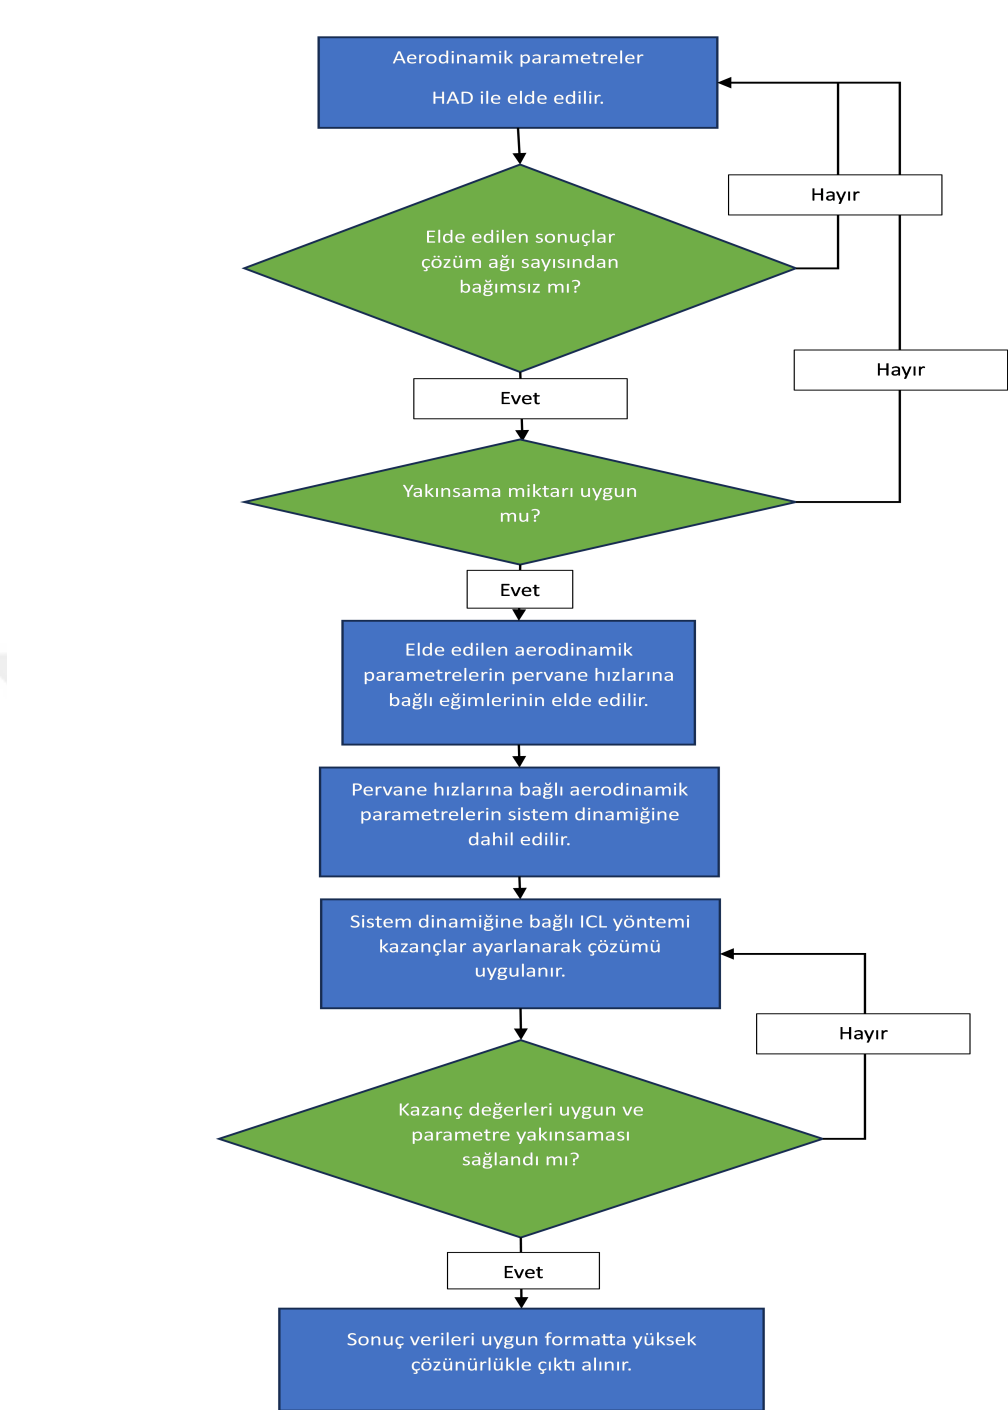 Aerodinamik parametreler
HAD ile elde edilir.
Hayır
Elde edilen sonuçlar
çözüm ağı sayısından
bağımsız mı?
Hayır
Evet
Yakınsama miktarı uygun
mu?
Evet
Elde edilen aerodinamik
parametrelerin pervane hızlarına
bağlı eğimlerinin elde edilir.
Pervane hızlarına bağlı aerodinamik
parametrelerin sistem dinamiğine
dahil edilir.
Sistem dinamiğine bağlı ICL yöntemi
kazançlar ayarlanarak çözümü
uygulanır.
Hayır
Kazanç değerleri uygun ve
parametre yakınsaması
sağlandı mı?
Evet
Sonuç verileri uygun formatta yüksek
çözünürlükle çıktı alınır.